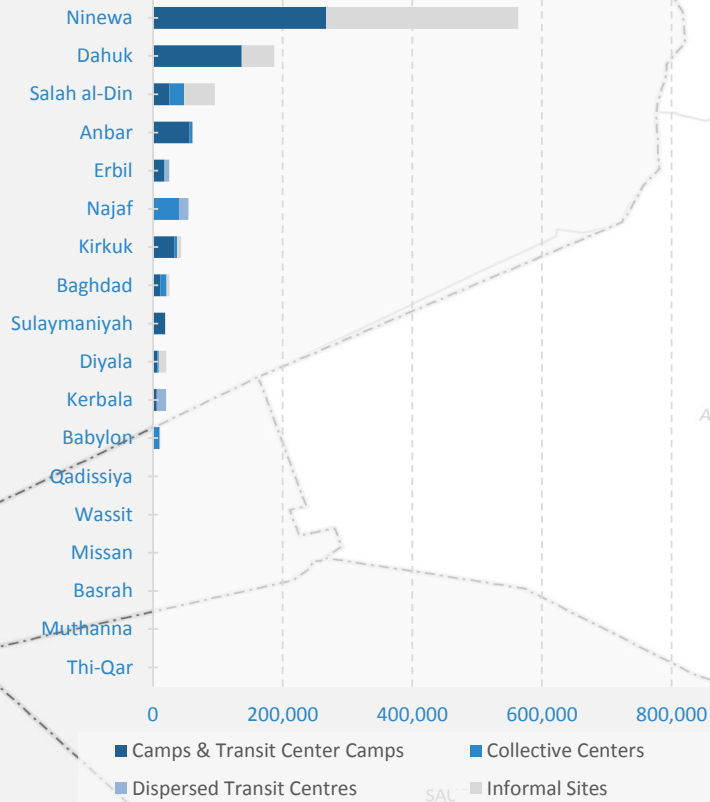 Ninewa
Dahuk
Salah al-Din
Anbar
Erbil
Najaf
Kirkuk
Baghdad
Sulaymaniyah
Diyala
Kerbala
Babylon
Qadissiya
Wassit
Missan
Basrah
Muthanna
Thi-Qar
0 200,000 400,000 600,000 800,000
Camps & Transit Center Camps Collective Centers
Dispersed Transit Centres Informal Sites
SAL
A